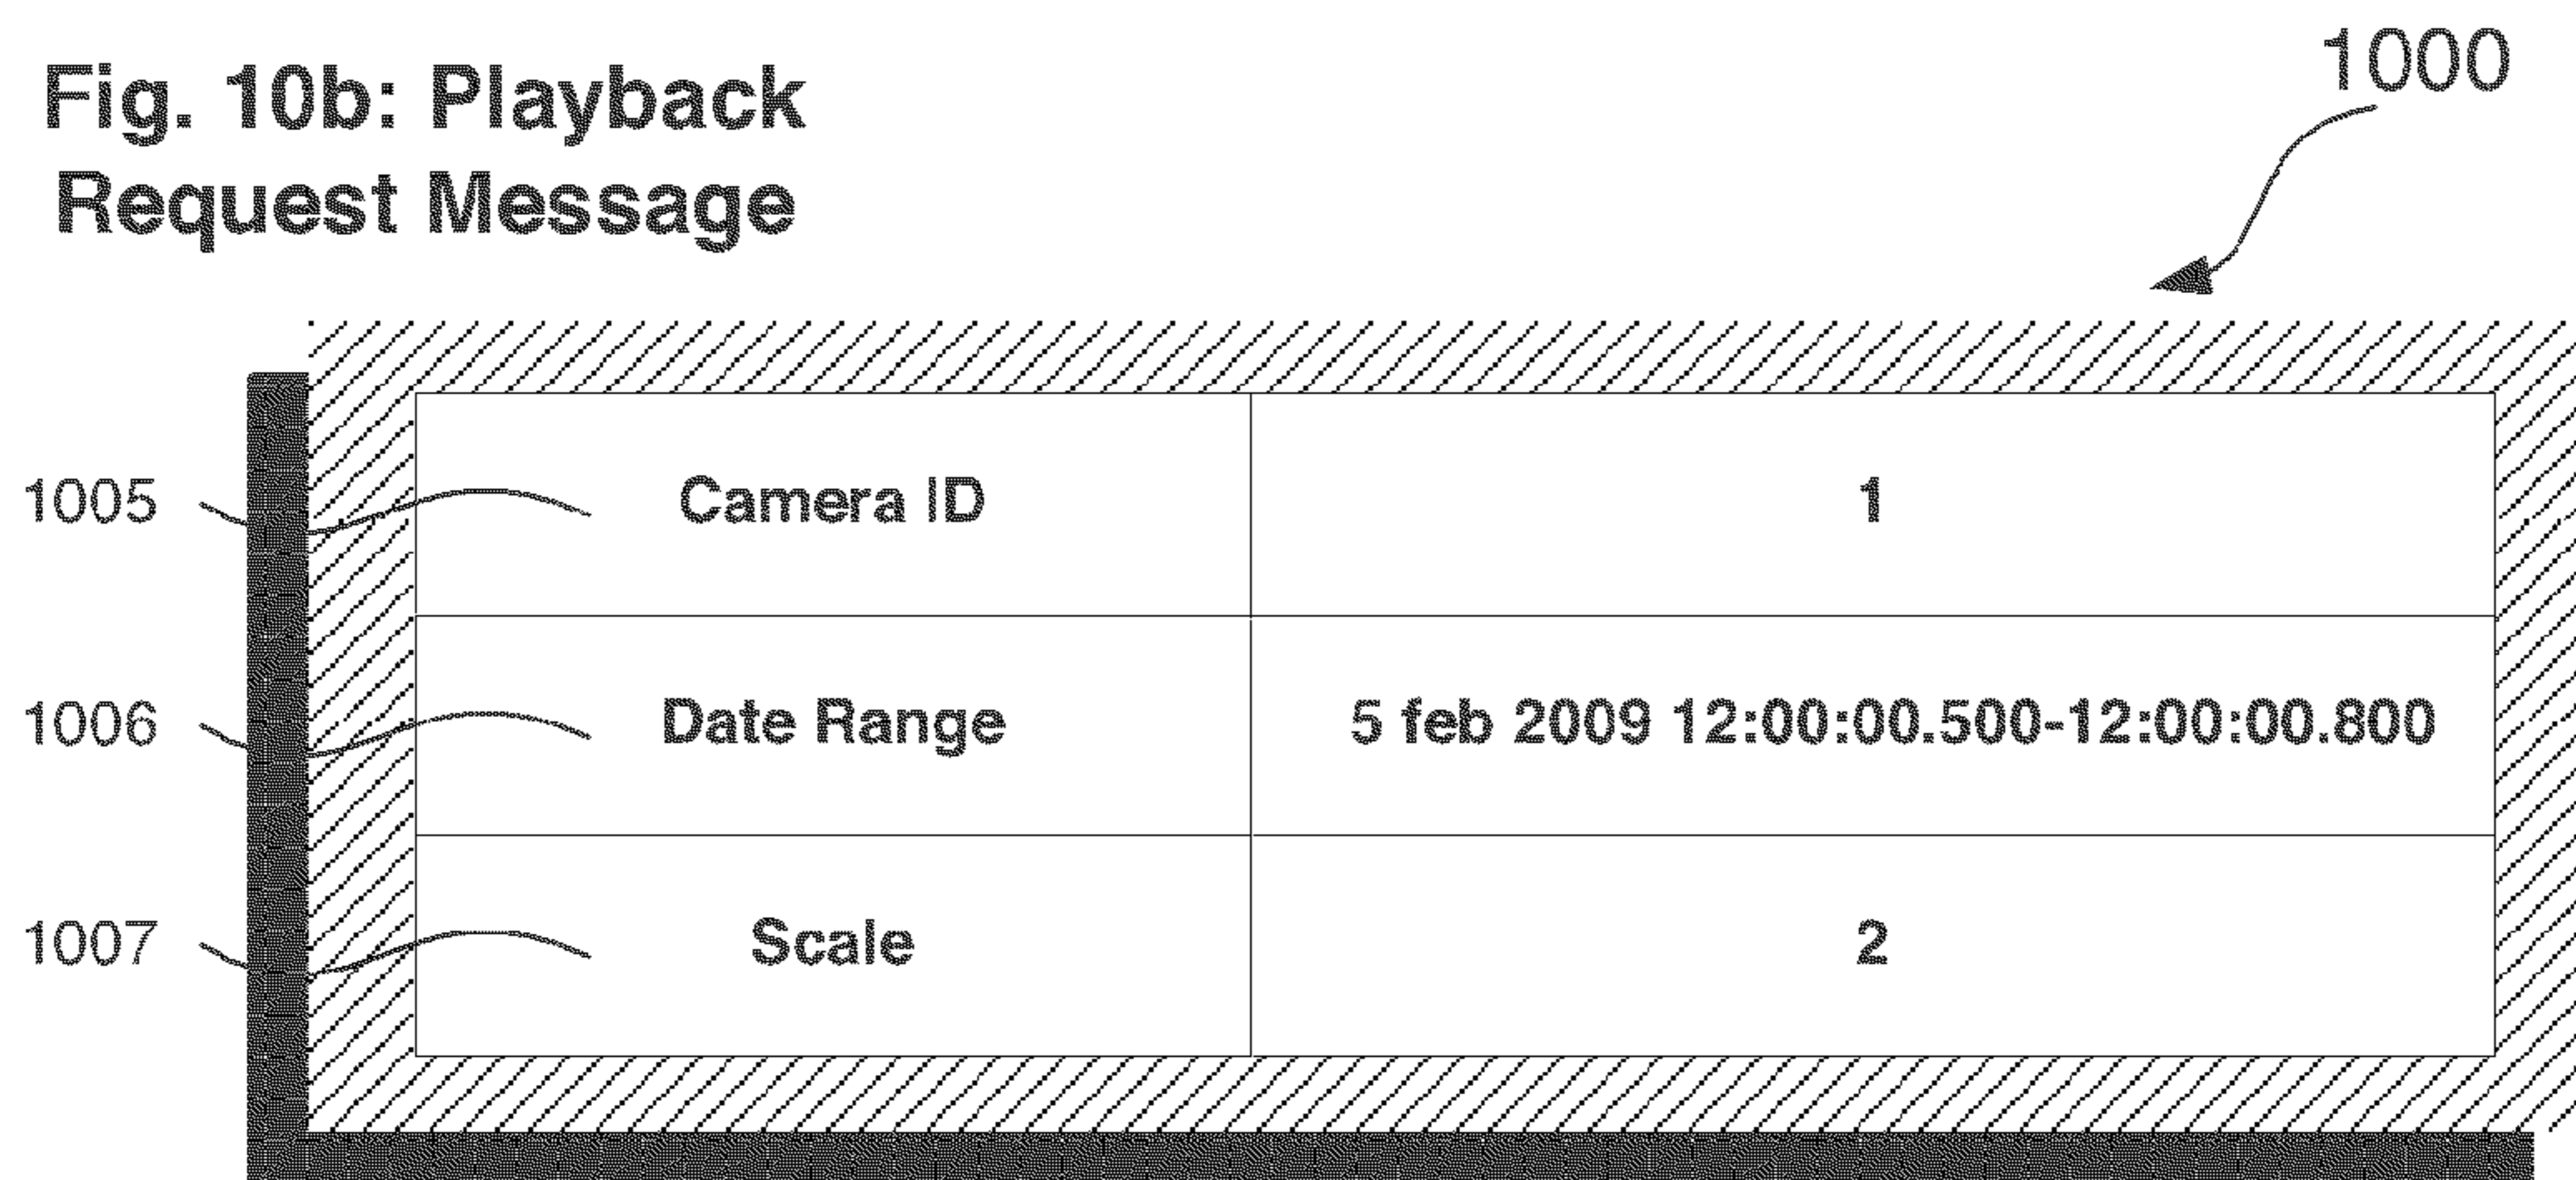 Fig. 10b: Playback
Request Message
1000
1005
Camera ID
1
1006
Date Range
5 feb 2009 12:00:00.500-12:00:00.800
1007
Scale
2